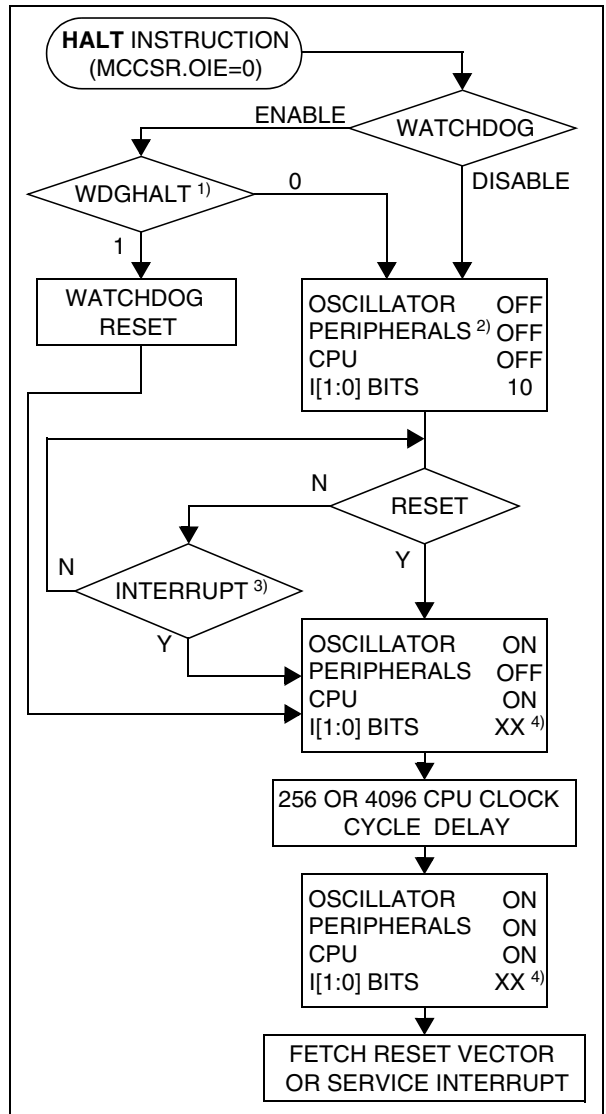 HALT INSTRUCTION
(MCCSR.OIE=0)
ENABLE
WATCHDOG
WDGHALT 1)
0
DISABLE
1
WATCHDOG
RESET
OSCILLATOR OFF
PERIPHERALS 2) OFF
CPU OFF
I[1:0] BITS 10
N
RESET
N
INTERRUPT 3)
Y
Y
OSCILLATOR ON
PERIPHERALS OFF
CPU ON
I[1:0] BITS XX 4)
256 OR 4096 CPU CLOCK
CYCLE DELAY
OSCILLATOR ON
PERIPHERALS ON
CPU ON
I[1:0] BITS XX 4)
FETCH RESET VECTOR
OR SERVICE INTERRUPT